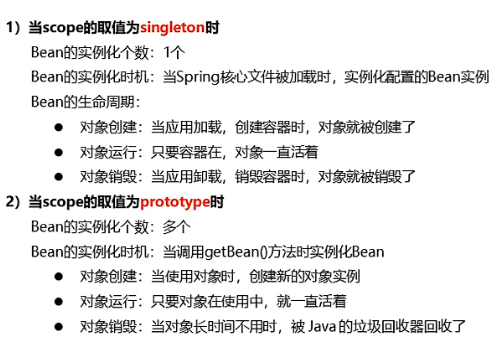 1）当scope的取值为singleton时
Bean的实例化个数：1个
Bean的实例化时机：当Spring核心文件被加载时，实例化配置的Bean实例
Bean的生命周期：
● 对象创建：当应用加载，创建容器时，对象就被创建了
● 对象运行：只要容器在，对象一直活着
● 对象销毁：当应用卸载，销毁容器时，对象就被销毁了
2）当scope的取值为prototype时
Bean的实例化个数：多个
Bean的实例化时机：当调用getBean()方法时实例化Bean
● 对象创建：当使用对象时，创建新的对象实例
● 对象运行：只要对象在使用中，就一直活着
● 对象销毁：当对象长时间不用时，被 Java 的垃圾回收器回收了